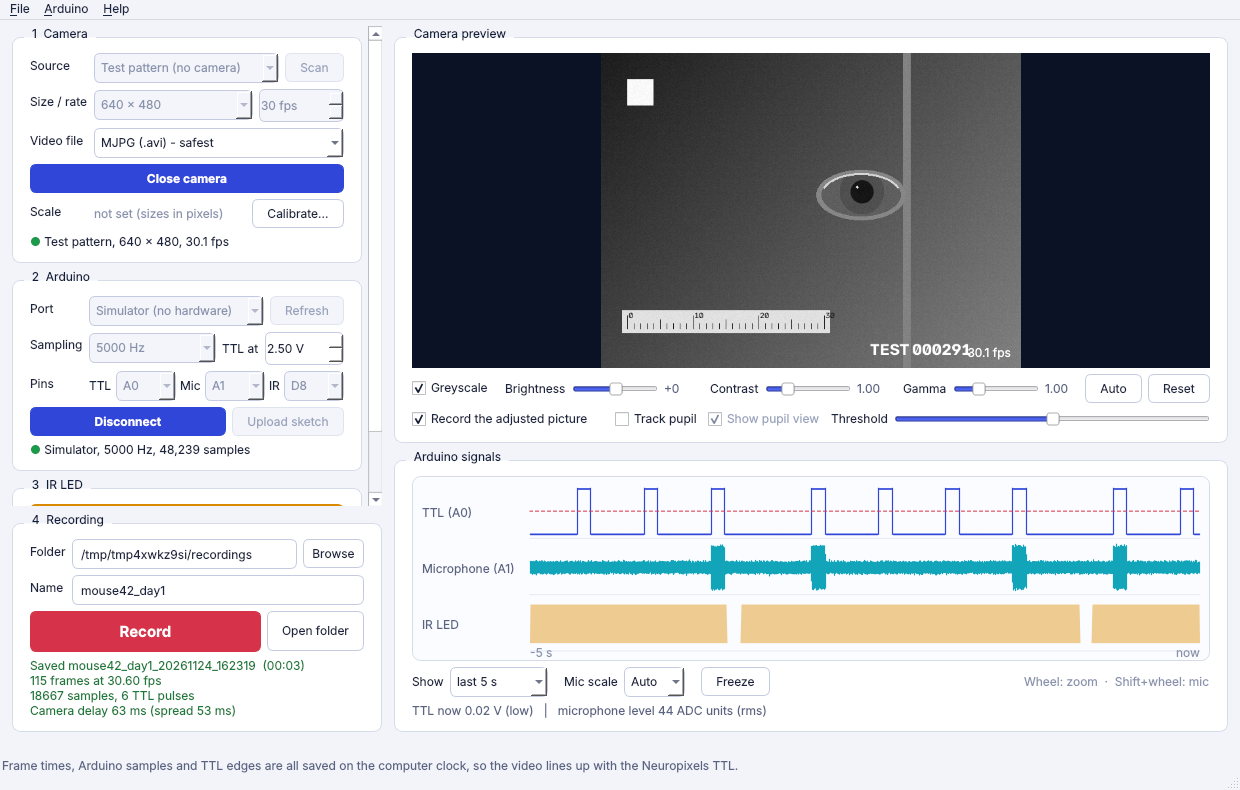 File Arduino Help
1 Camera
Source Test pattern (no camera) Scan
Size / rate 640 × 480 30 fps
Video file MJPG (.avi) - safest
Close camera
Scale not set (sizes in pixels) Calibrate...
Test pattern, 640 × 480, 30.1 fps
2 Arduino
Port Simulator (no hardware) Refresh
Sampling 5000 Hz TTL at 2.50 V
Pins TTL A0 Mic A1 IR D8
Disconnect Upload sketch
Simulator, 5000 Hz, 48,239 samples
3 IR LED
4 Recording
Folder /tmp/tmp4xwkz9si/recordings Browse
Name mouse42_day1
Record Open folder
Saved mouse42_day1_20261124_162319 (00:03)
115 frames at 30.60 fps
18667 samples, 6 TTL pulses
Camera delay 63 ms (spread 53 ms)
Camera preview
0 10 20 30
TEST 000291 30.1 fps
Greyscale Brightness +0 Contrast 1.00 Gamma 1.00 Auto Reset
Record the adjusted picture Track pupil Show pupil view Threshold
Arduino signals
TTL (A0)
Microphone (A1)
IR LED
-5 s now
Show last 5 s Mic scale Auto Freeze Wheel: zoom · Shift+wheel: mic
TTL now 0.02 V (low) | microphone level 44 ADC units (rms)
Frame times, Arduino samples and TTL edges are all saved on the computer clock, so the video lines up with the Neuropixels TTL.